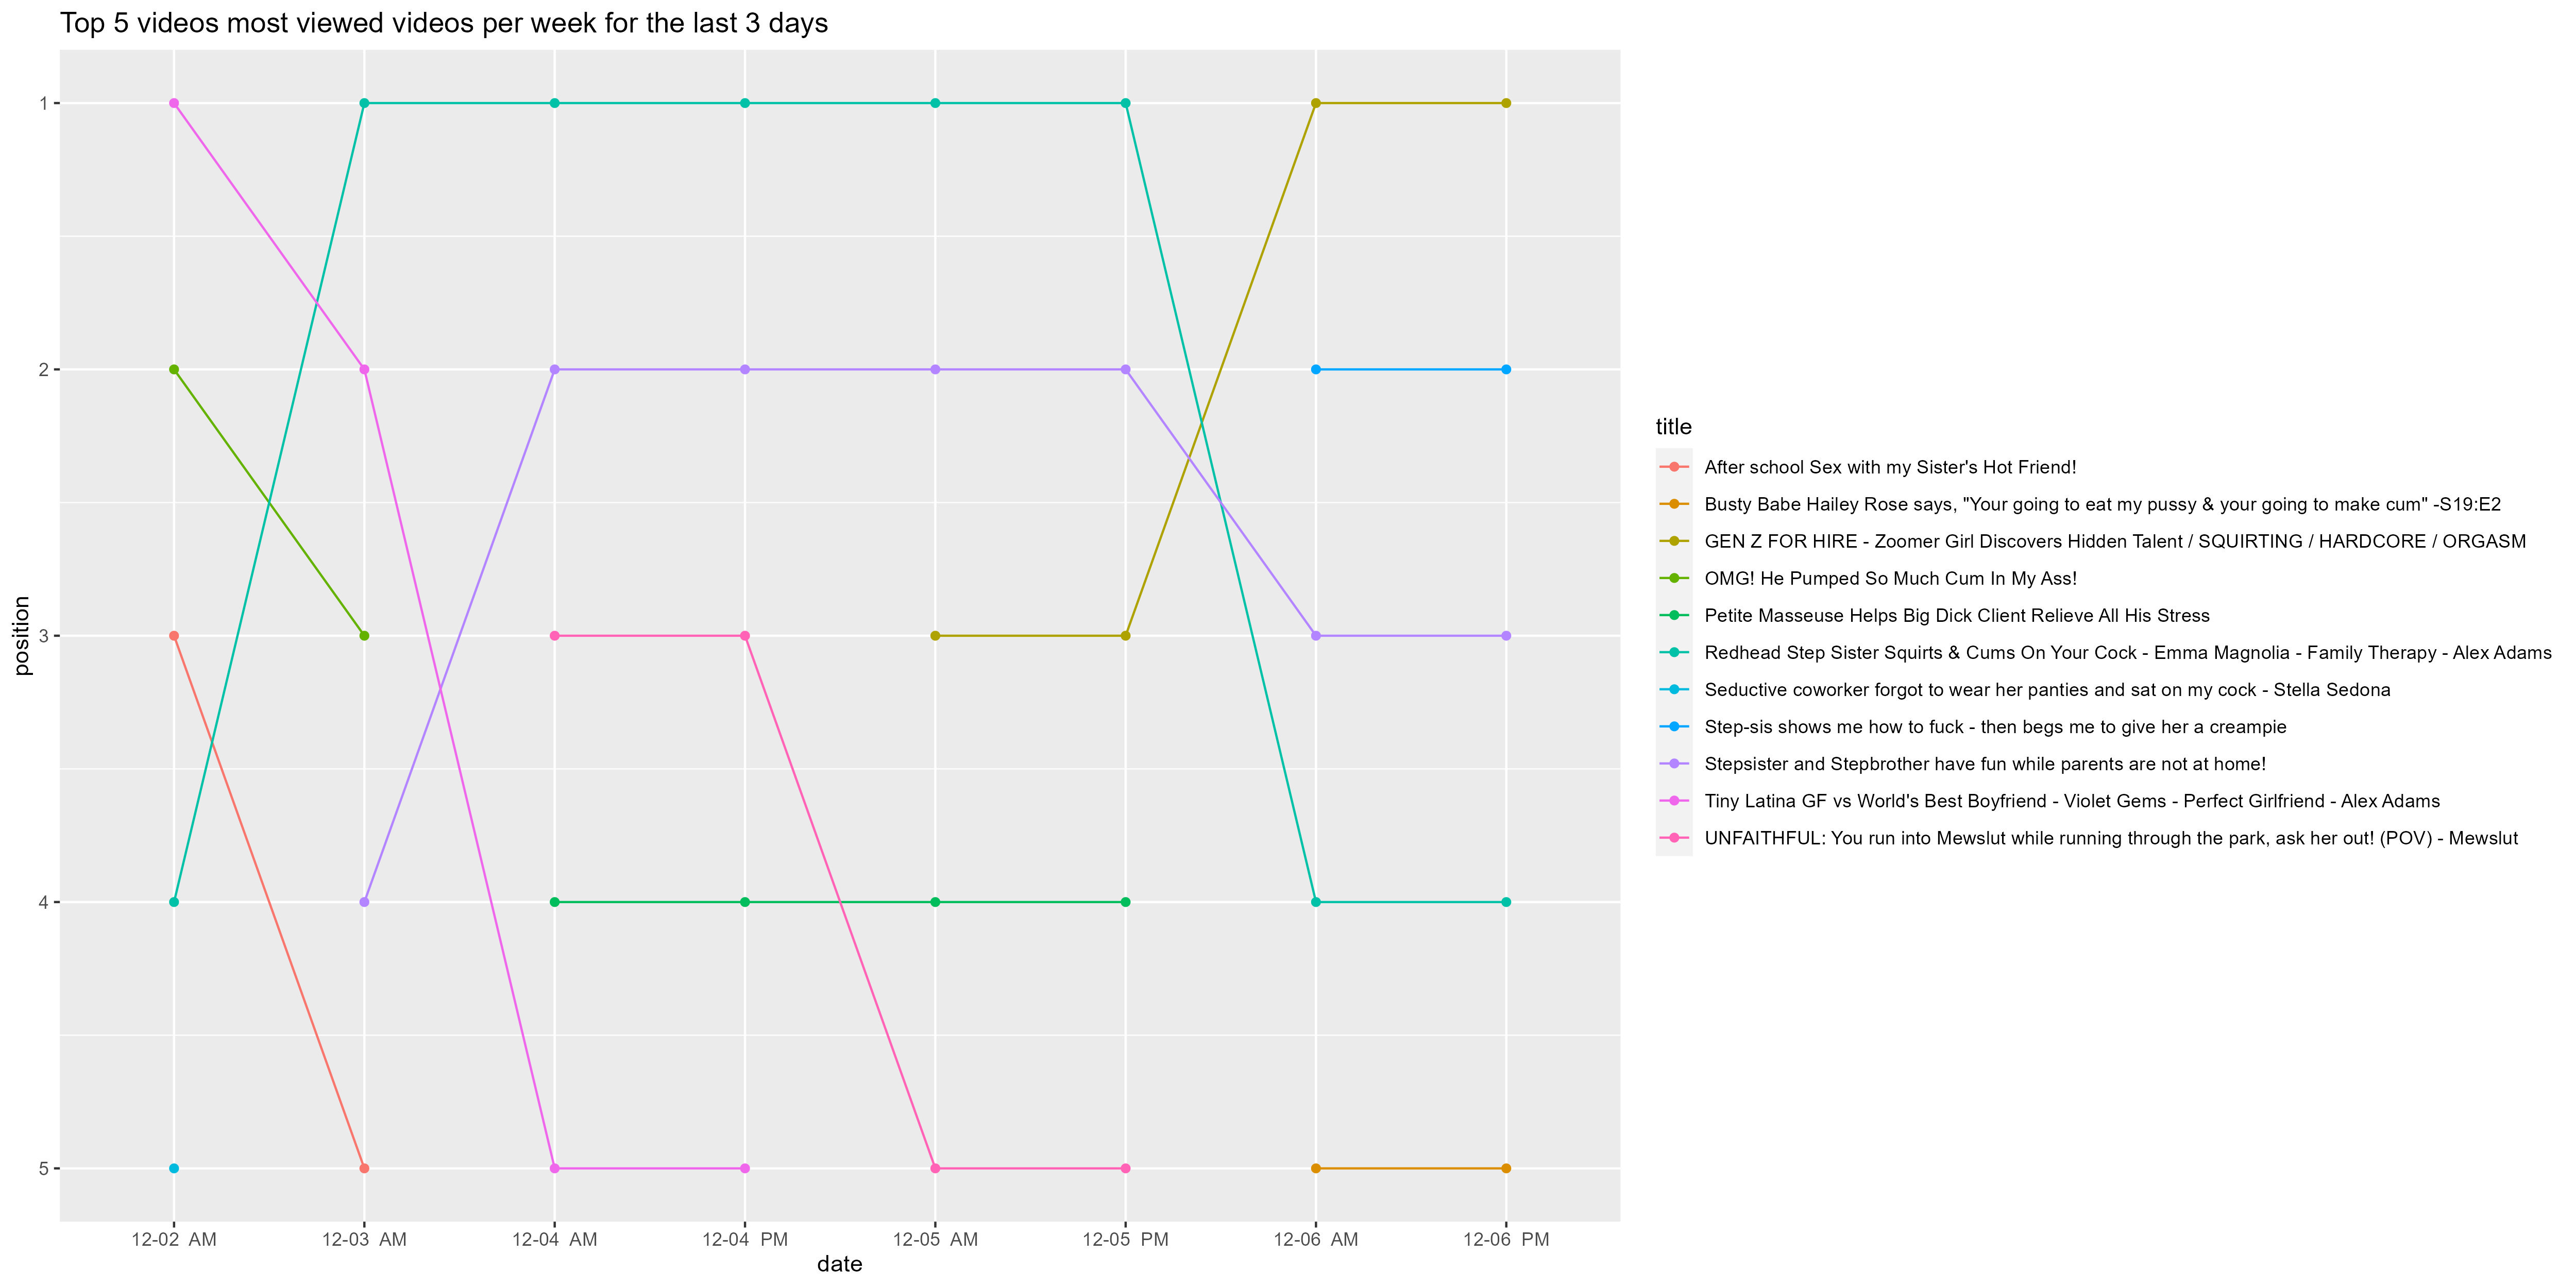 Top 5 videos most viewed videos per week for the last 3 days
position
1
2
3
4
5
12-02 AM
12-03 AM
12-04 AM
12-04 PM
12-05 AM
12-05 PM
12-06 AM
12-06 PM
date
title
After school Sex with my Sister's Hot Friend!
Busty Babe Hailey Rose says, "Your going to eat my pussy & your going to make cum" -S19:E2
GEN Z FOR HIRE - Zoomer Girl Discovers Hidden Talent / SQUIRTING / HARDCORE / ORGASM
OMG! He Pumped So Much Cum In My Ass!
Petite Masseuse Helps Big Dick Client Relieve All His Stress
Redhead Step Sister Squirts & Cums On Your Cock - Emma Magnolia - Family Therapy - Alex Adams
Seductive coworker forgot to wear her panties and sat on my cock - Stella Sedona
Step-sis shows me how to fuck - then begs me to give her a creampie
Stepsister and Stepbrother have fun while parents are not at home!
Tiny Latina GF vs World's Best Boyfriend - Violet Gems - Perfect Girlfriend - Alex Adams
UNFAITHFUL: You run into Mewslut while running through the park, ask her out! (POV) - Mewslut